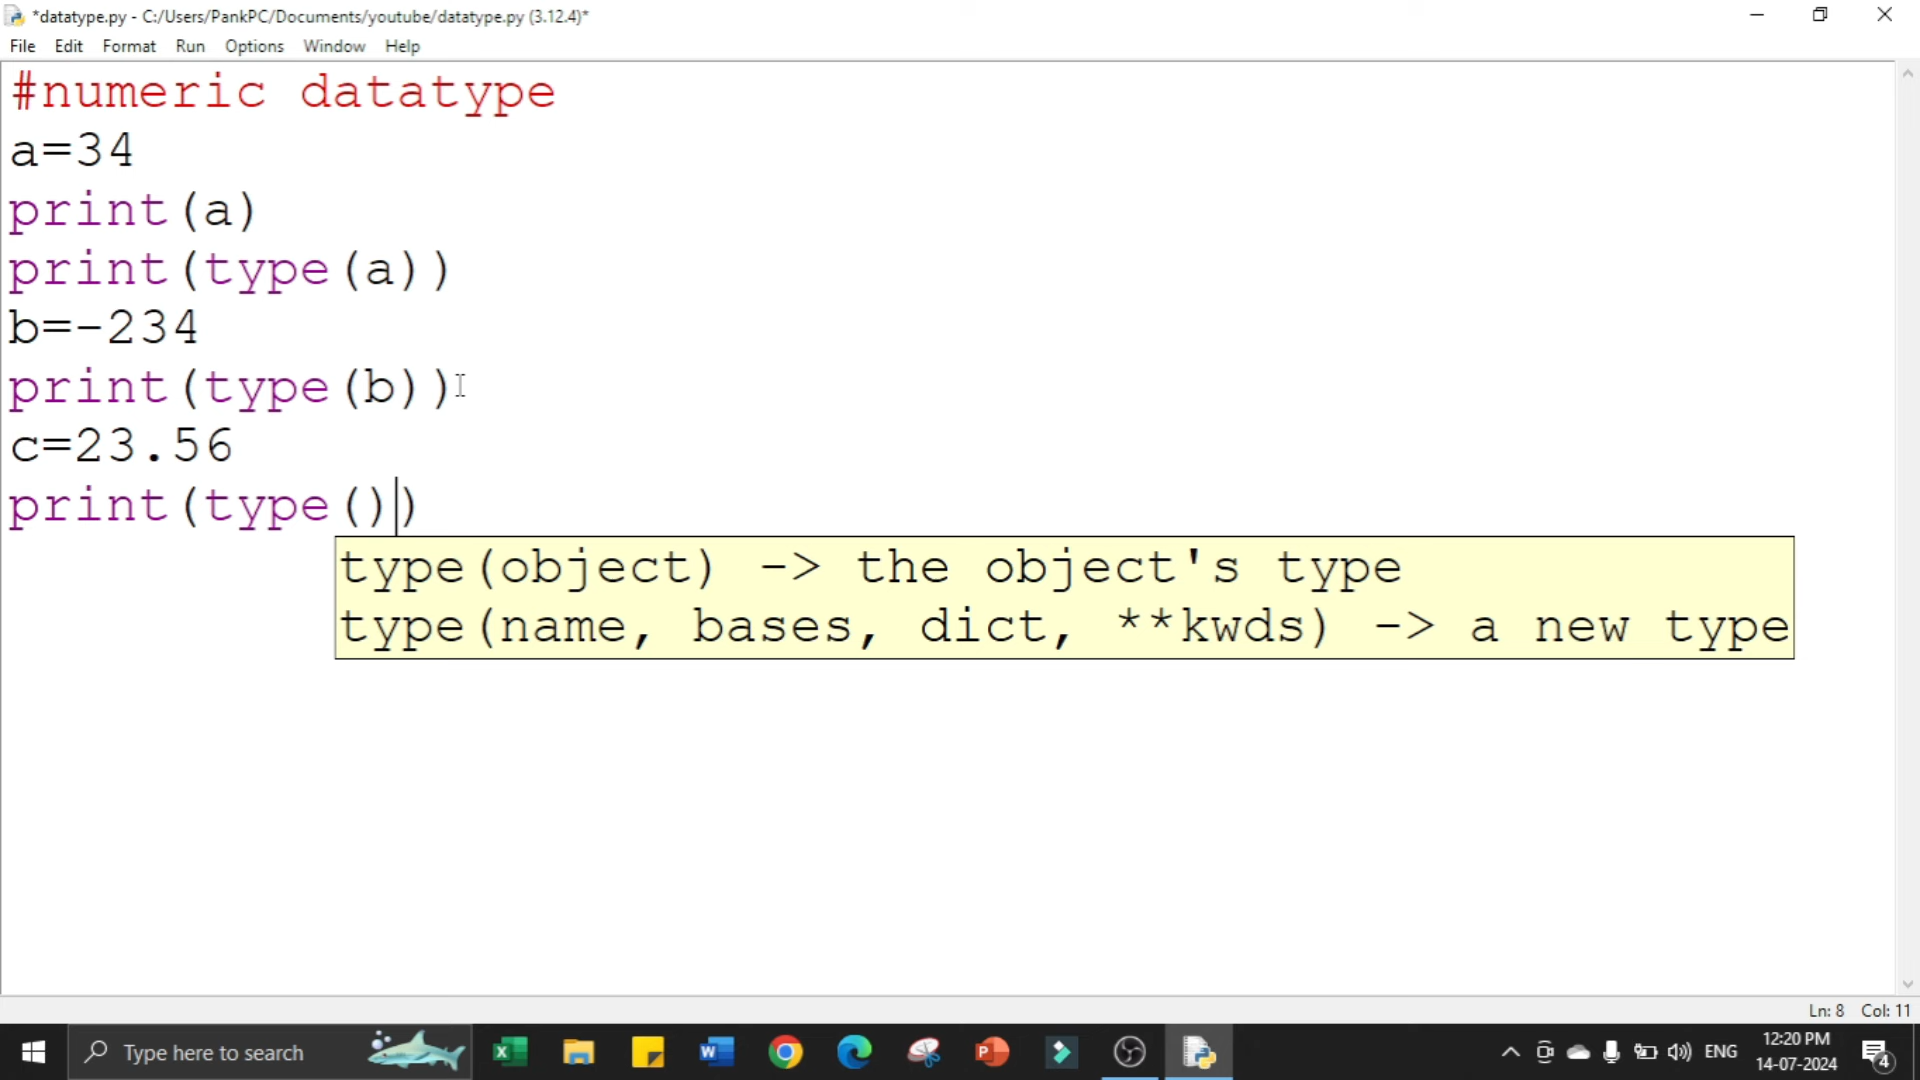 *datatype.py - C:/Users/PankPC/Documents/youtube/datatype.py (3.12.4)*
File Edit Format Run Options Window Help
#numeric datatype
a=34
print(a)
print(type(a))
b=-234
print(type(b))
c=23.56
print(type())
type(object) -> the object's type
type(name, bases, dict, **kwds) -> a new type
Ln: 8 Col: 11
Type here to search
ENG
12:20 PM
14-07-2024
4